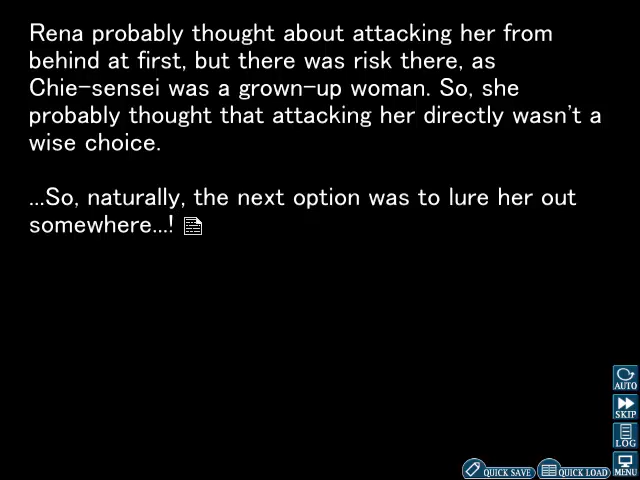 Rena probably thought about attacking her from
behind at first, but there was risk there, as
Chie-sensei was a grown-up woman. So, she
probably thought that attacking her directly wasn't a
wise choice.
...So, naturally, the next option was to lure her out
somewhere...!
AUTO
SKIP
LOG
MENU
QUICK SAVE
QUICK LOAD